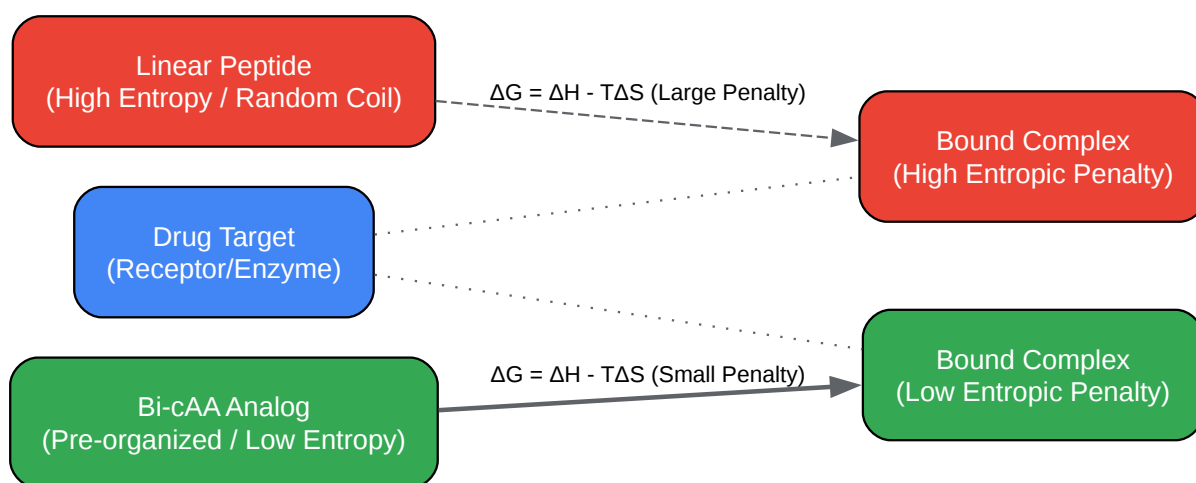 Linear Peptide
(High Entropy / Random Coil)
ΔG = ΔH - TΔS (Large Penalty)
Bound Complex
(High Entropic Penalty)
Drug Target
(Receptor/Enzyme)
Bi-cAA Analog
(Pre-organized / Low Entropy)
ΔG = ΔH - TΔS (Small Penalty)
Bound Complex
(Low Entropic Penalty)